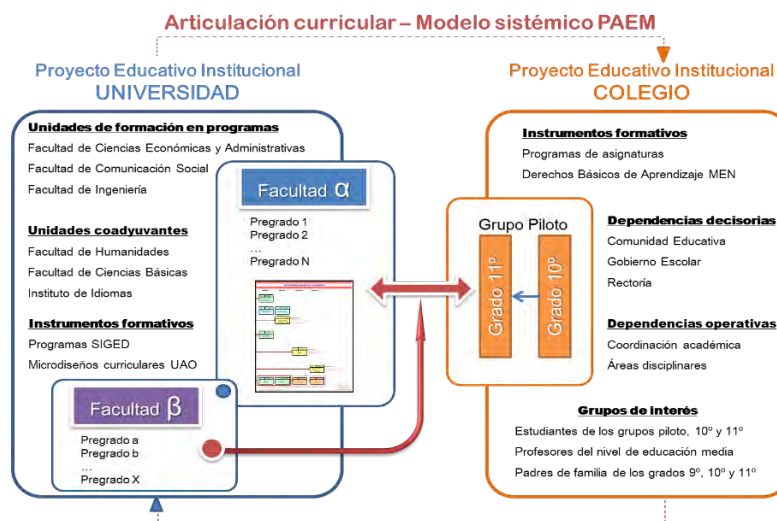 Articulación curricular – Modelo sistémico PAEM
Proyecto Educativo Institucional
UNIVERSIDAD
Unidades de formación en programas
Facultad de Ciencias Económicas y Administrativas
Facultad de Comunicación Social
Facultad de Ingeniería
Unidades coadyuvantes
Facultad de Humanidades
Facultad de Ciencias Básicas
Instituto de Idiomas
Instrumentos formativos
Programas SIGED
Microdiseños curriculares UAO
Facultad α
Pregrado 1
Pregrado 2
...
Pregrado N
Facultad β
Pregrado a
Pregrado b
...
Pregrado X
Proyecto Educativo Institucional
COLEGIO
Instrumentos formativos
Programas de asignaturas
Derechos Básicos de Aprendizaje MEN
Grupo Piloto
Grado 11º
Grado 10º
Dependencias decisorias
Comunidad Educativa
Gobierno Escolar
Rectoría
Dependencias operativas
Coordinación académica
Áreas disciplinares
Grupos de interés
Estudiantes de los grupos piloto, 10º y 11º
Profesores del nivel de educación media
Padres de familia de los grados 9º, 10º y 11º